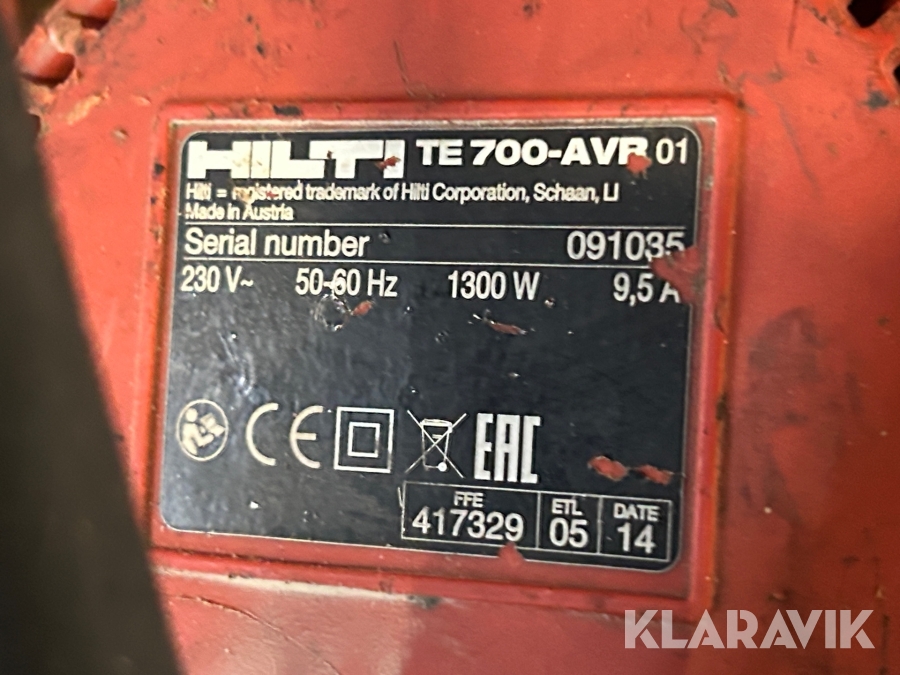 HILTI TE 700-AVR 01
Hilti = registered trademark of Hilti Corporation, Schaan, LI
Made in Austria
Serial number 091035
230 V~ 50-60 Hz 1300 W 9,5 A
CE EAC
FFE ETL DATE
417329 05 14
KLARAVIK